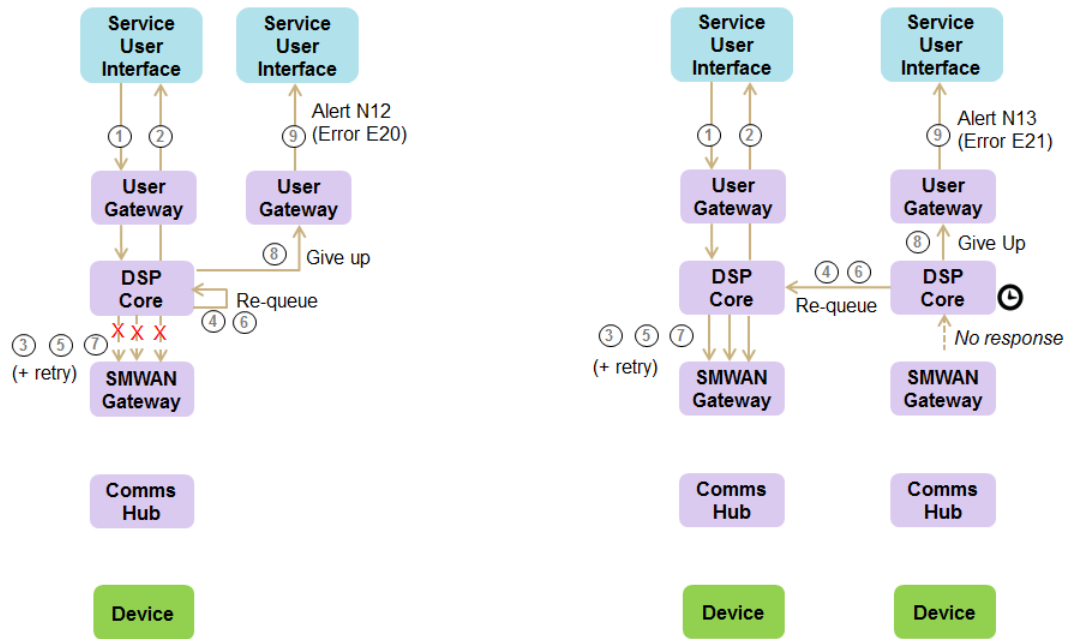 Service
User
Interface
Service
User
Interface
1
2
9
Alert N12
(Error E20)
User
Gateway
User
Gateway
8
Give up
DSP
Core
Re-queue
4 6
X X X
3 5 7
(+ retry)
SMWAN
Gateway
Comms
Hub
Device
Service
User
Interface
Service
User
Interface
1
2
9
Alert N13
(Error E21)
User
Gateway
User
Gateway
8
Give Up
DSP
Core
4 6
Re-queue
DSP
Core
3 5 7
(+ retry)
No response
SMWAN
Gateway
SMWAN
Gateway
Comms
Hub
Comms
Hub
Device
Device